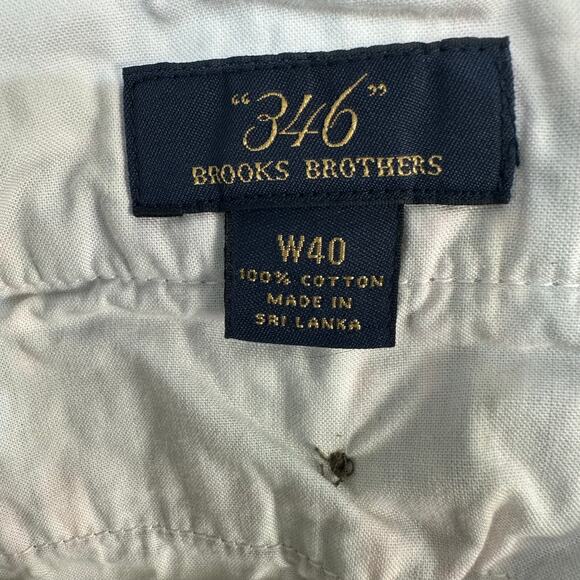 “346”
BROOKS BROTHERS
W40
100% COTTON
MADE IN
SRI LANKA